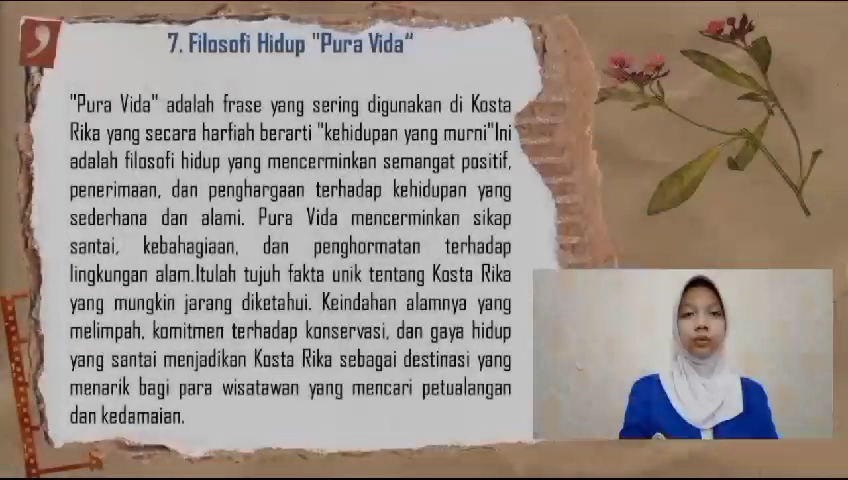 7. Filosofi Hidup "Pura Vida"
"Pura Vida" adalah frase yang sering digunakan di Kosta
Rika yang secara harfiah berarti "kehidupan yang murni"Ini
adalah filosofi hidup yang mencerminkan semangat positif,
penerimaan, dan penghargaan terhadap kehidupan yang
sederhana dan alami. Pura Vida mencerminkan sikap
santai, kebahagiaan, dan penghormatan terhadap
lingkungan alam.Itulah tujuh fakta unik tentang Kosta Rika
yang mungkin jarang diketahui. Keindahan alamnya yang
melimpah, komitmen terhadap konservasi, dan gaya hidup
yang santai menjadikan Kosta Rika sebagai destinasi yang
menarik bagi para wisatawan yang mencari petualangan
dan kedamaian.